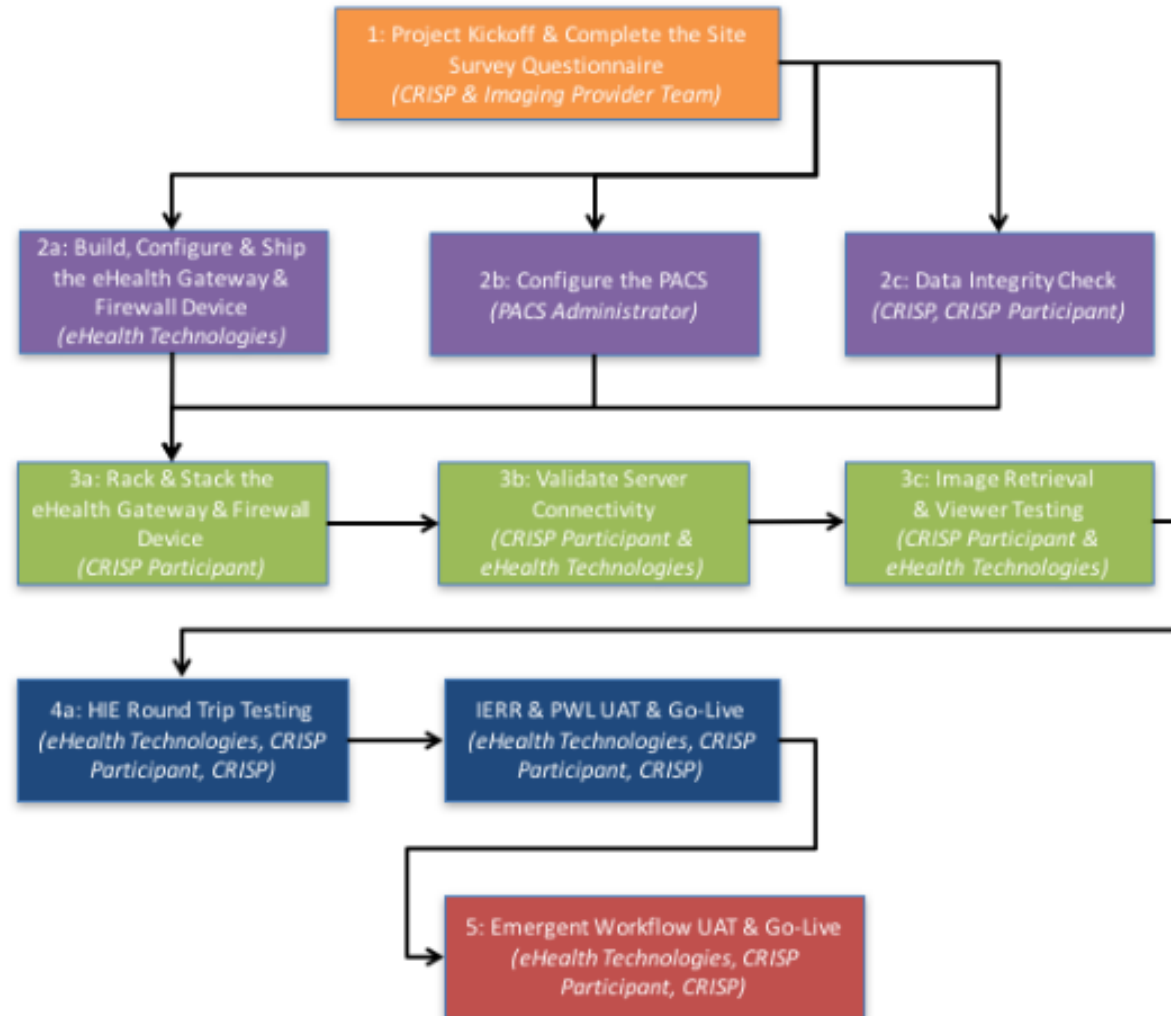 1: Project Kickoff & Complete the Site
Survey Questionnaire
(CRISP & Imaging Provider Team)
2a: Build, Configure & Ship
the eHealth Gateway &
Firewall Device
(eHealth Technologies)
2b: Configure the PACS
(PACS Administrator)
2c: Data Integrity Check
(CRISP, CRISP Participant)
3a: Rack & Stack the
eHealth Gateway & Firewall
Device
(CRISP Participant)
3b: Validate Server
Connectivity
(CRISP Participant &
eHealth Technologies)
3c: Image Retrieval
& Viewer Testing
(CRISP Participant &
eHealth Technologies)
4a: HIE Round Trip Testing
(eHealth Technologies, CRISP
Participant, CRISP)
IERR & PWL UAT & Go-Live
(eHealth Technologies, CRISP
Participant, CRISP)
5: Emergent Workflow UAT & Go-Live
(eHealth Technologies, CRISP
Participant, CRISP)